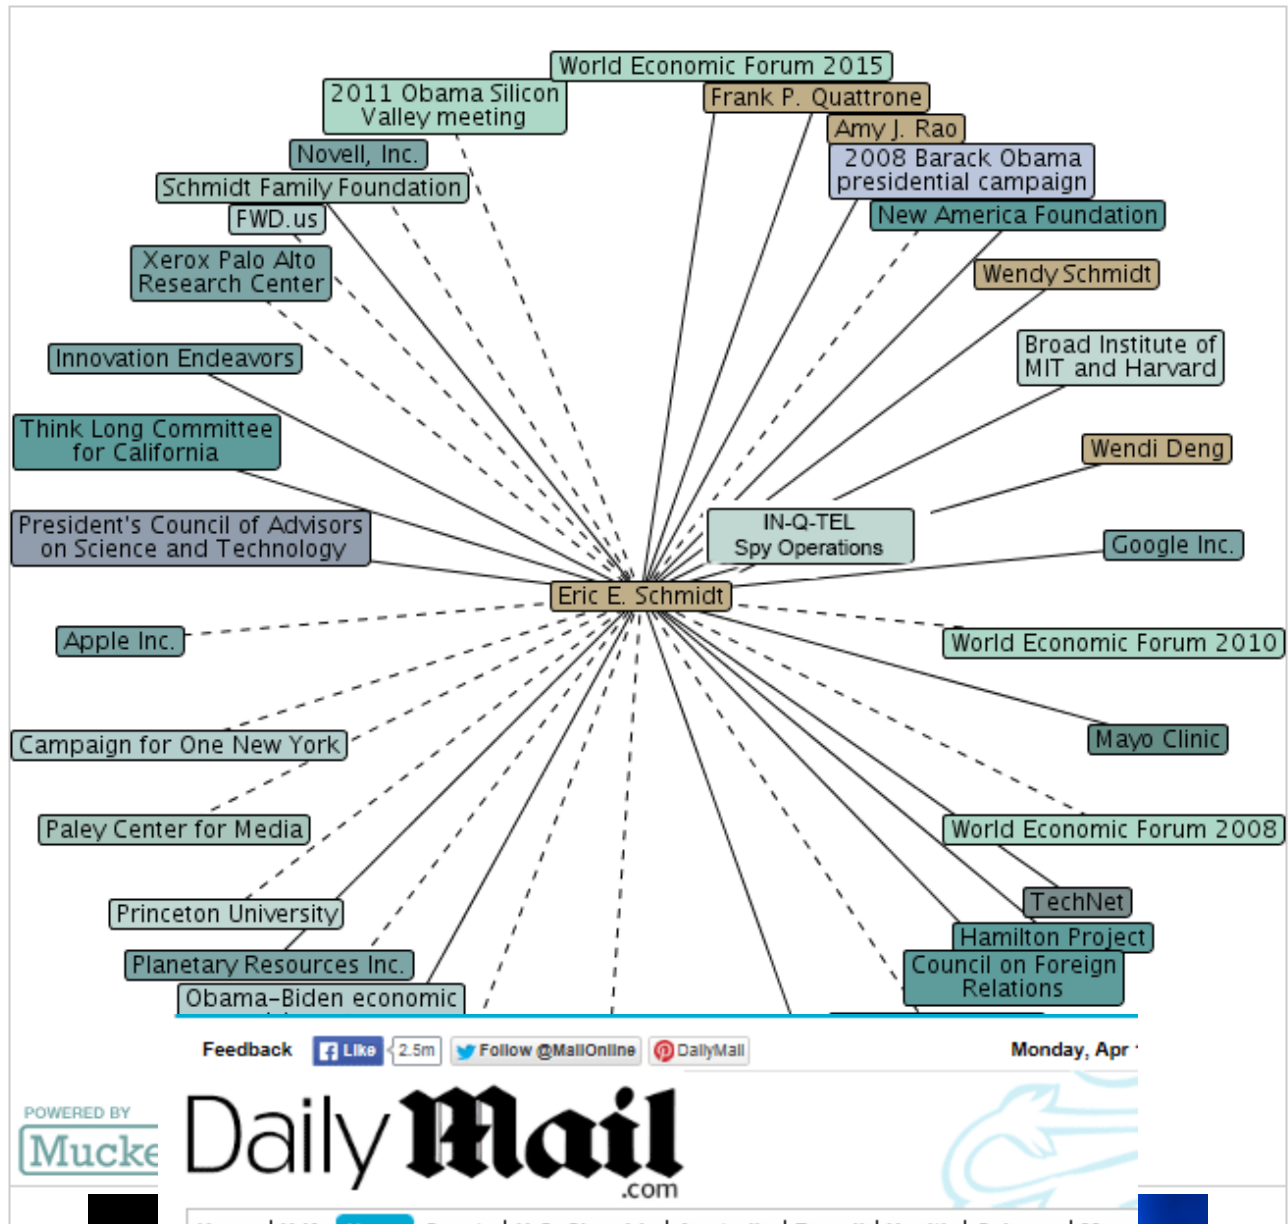 World Economic Forum 2015
2011 Obama Silicon
Valley meeting
Frank P. Quattrone
Amy J. Rao
Novell, Inc.
2008 Barack Obama
presidential campaign
Schmidt Family Foundation
FWD.us
New America Foundation
Xerox Palo Alto
Research Center
Wendy Schmidt
Innovation Endeavors
Broad Institute of
MIT and Harvard
Think Long Committee
for California
Wendi Deng
President's Council of Advisors
on Science and Technology
IN-Q-TEL
Spy Operations
Google Inc.
Eric E. Schmidt
Apple Inc.
World Economic Forum 2010
Campaign for One New York
Mayo Clinic
Paley Center for Media
World Economic Forum 2008
Princeton University
TechNet
Hamilton Project
Planetary Resources Inc.
Council on Foreign
Relations
Obama-Biden economic
Feedback Like 2.5m Follow @MailOnline DailyMail Monday, Apr
POWERED BY
Mucke
Daily Mail
.com